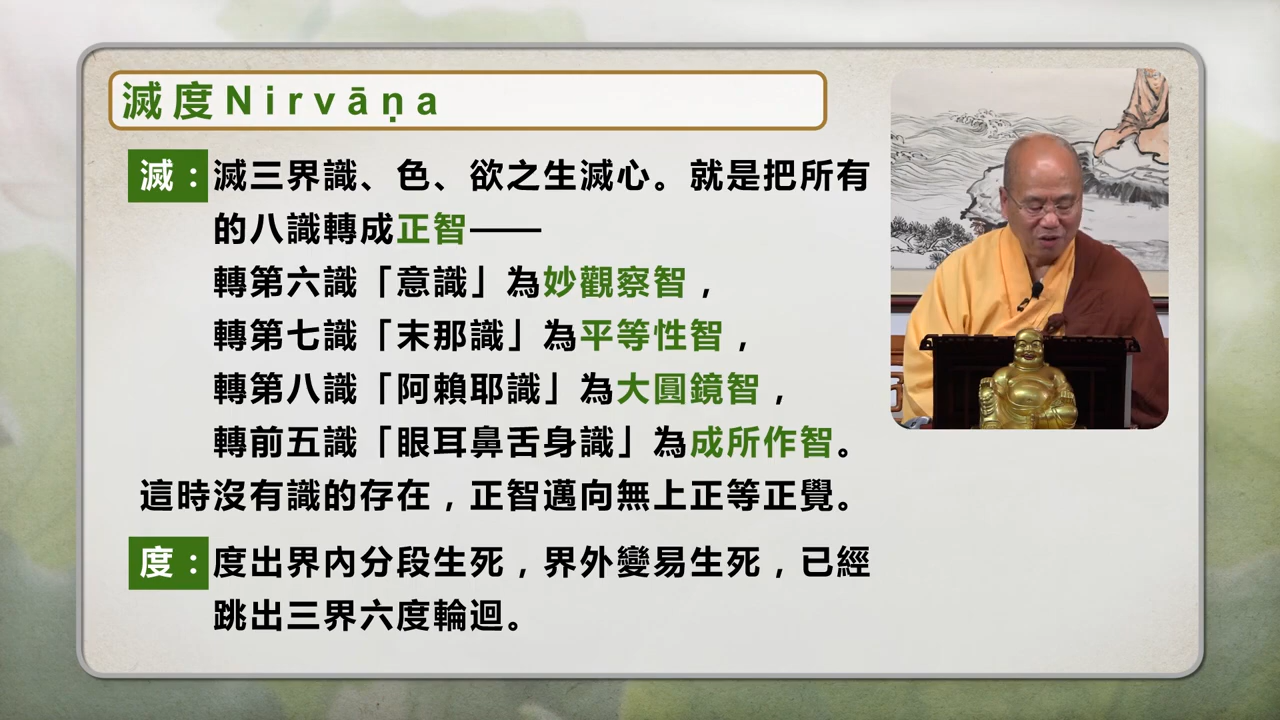 滅度Nirvāṇa
滅：滅三界識、色、欲之生滅心。就是把所有
的八識轉成正智——
轉第六識「意識」為妙觀察智，
轉第七識「末那識」為平等性智，
轉第八識「阿賴耶識」為大圓鏡智，
轉前五識「眼耳鼻舌身識」為成所作智。
這時沒有識的存在，正智邁向無上正等正覺。
度：度出界內分段生死，界外變易生死，已經
跳出三界六度輪迴。